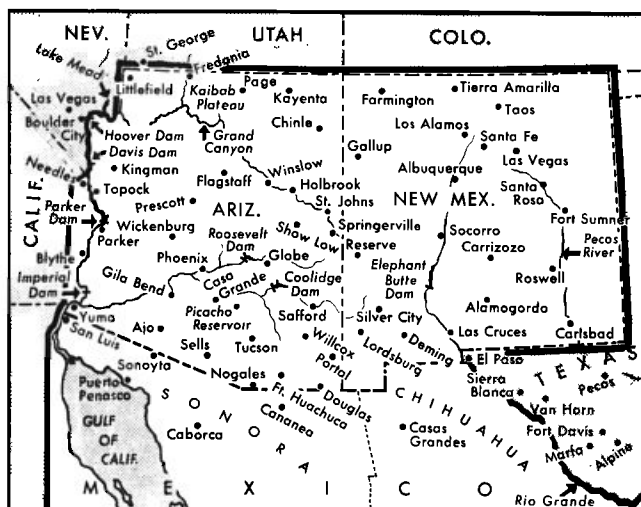 NEV.
UTAH
COLO.
St. George
Fredania
Lake Mead
Littlefield
Kaibab
Plateau
Page
Kayenta
Farmington
Tierra Amarilla
Taos
Las Vegas
Boulder
City
Hoover Dam
Davis Dam
Grand
Canyon
Chinle
Los Alamos
Santa Fe
Las Vegas
Gallup
Needles
Kingman
Topock
Flagstaff
Winslow
Holbrook
Albuquerque
Santa
Rosa
CALIF.
Parker
Dam
Parker
Prescott
Wickenburg
ARIZ.
St. Johns
Springerville
Show Low
NEW MEX.
Fort Sumner
Pecos
River
Roosevelt
Dam
Phoenix
Globe
Reserve
Socorro
Carrizozo
Roswell
Blythe
Imperial
Dam
Gila Bend
Casa
Grande
Coolidge
Dam
Elephant
Butte
Dam
Picacho
Reservoir
Safford
Silver City
Alamogordo
Yuma
San Luis
Ajo
Sells
Tucson
Willcox
Portal
Lordsburg
Deming
Las Cruces
Carlsbad
El Paso
Sonoyta
Nogales
Ft. Huachuca
Douglas
Sierra
Blanca
TEXAS
Pecos
Puerto
Penasco
GULF
OF
CALIF.
SONORA
Cananea
Caborca
CHIHUAHUA
Casas
Grandes
Van Horn
Fort Davis
Marfa
Alpine
MEXICO
Rio Grande